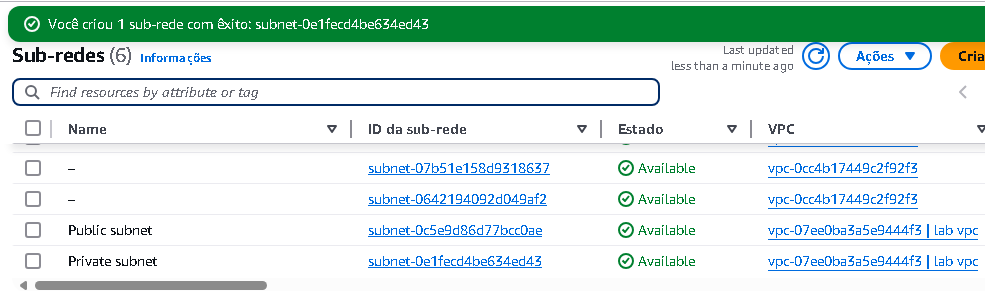 Você criou 1 sub-rede com êxito: subnet-0e1fecd4be634ed43
Sub-redes (6) Informações
Last updated
less than a minute ago
Ações
Cria
Find resources by attribute or tag
Name ID da sub-rede Estado VPC
– subnet-07b51e158d9318637 Available vpc-0cc4b17449c2f92f3
– subnet-0642194092d049af2 Available vpc-0cc4b17449c2f92f3
Public subnet subnet-0c5e9d86d77bcc0ae Available vpc-07ee0ba3a5e9444f3 | lab vpc
Private subnet subnet-0e1fecd4be634ed43 Available vpc-07ee0ba3a5e9444f3 | lab vpc